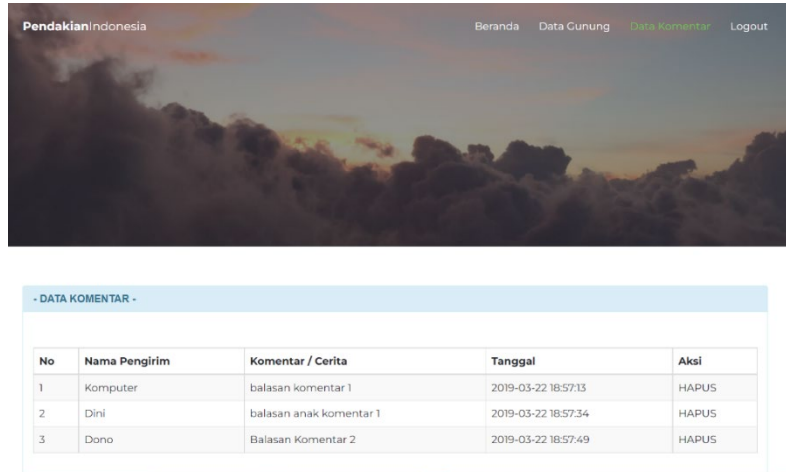 PendakianIndonesia Beranda Data Gunung Data Komentar Logout
- DATA KOMENTAR -
No Nama Pengirim Komentar / Cerita Tanggal Aksi
1 Komputer balasan komentar 1 2019-03-22 18:57:13 HAPUS
2 Dini balasan anak komentar 1 2019-03-22 18:57:34 HAPUS
3 Dono Balasan Komentar 2 2019-03-22 18:57:49 HAPUS